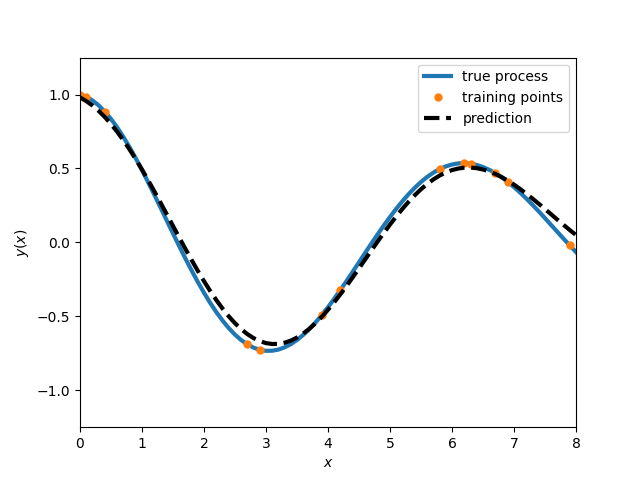 true process
training points
prediction
1.0
0.5
0.0
−0.5
−1.0
y(x)
0 1 2 3 4 5 6 7 8
x